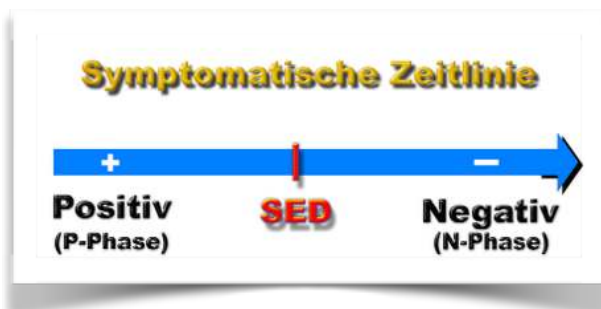 Symptomatische Zeitlinie
+ –
Positiv SED Negativ
(P-Phase) (N-Phase)